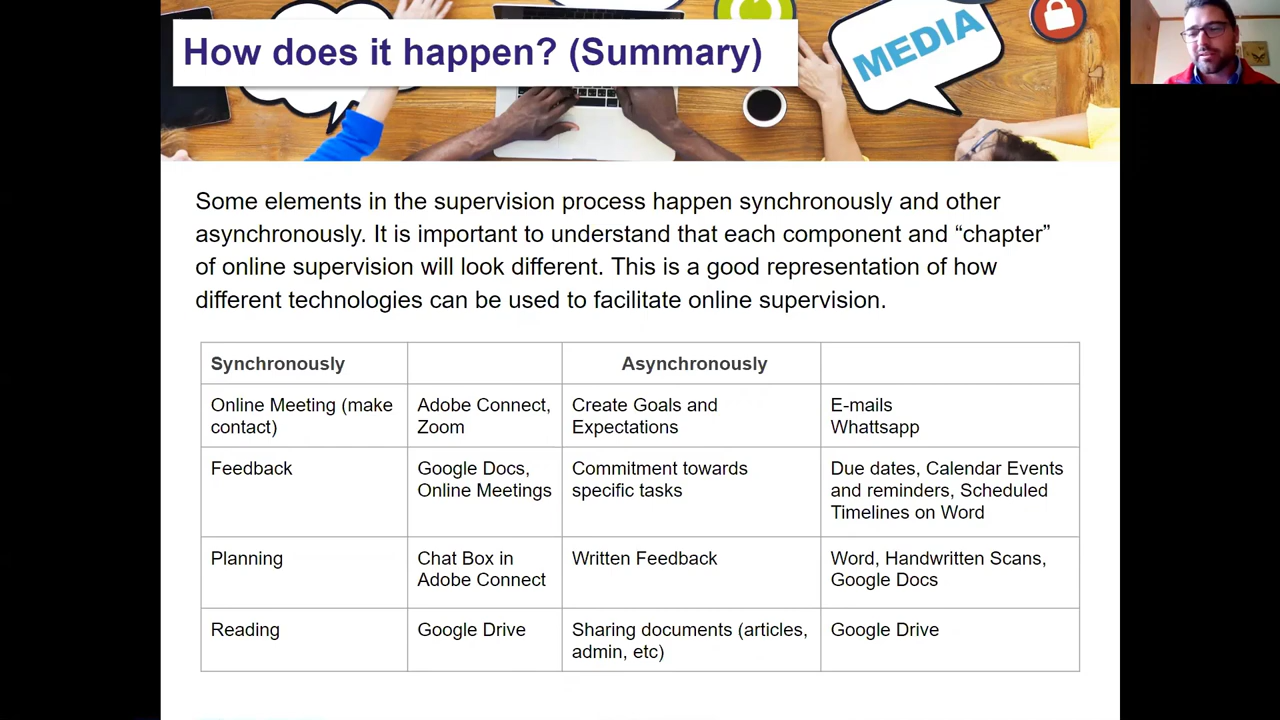 How does it happen? (Summary)
MEDIA
Some elements in the supervision process happen synchronously and other
asynchronously. It is important to understand that each component and “chapter”
of online supervision will look different. This is a good representation of how
different technologies can be used to facilitate online supervision.
Synchronously
Asynchronously
Online Meeting (make
contact)
Adobe Connect,
Zoom
Create Goals and
Expectations
E-mails
Whattsapp
Feedback
Google Docs,
Online Meetings
Commitment towards
specific tasks
Due dates, Calendar Events
and reminders, Scheduled
Timelines on Word
Planning
Chat Box in
Adobe Connect
Written Feedback
Word, Handwritten Scans,
Google Docs
Reading
Google Drive
Sharing documents (articles,
admin, etc)
Google Drive